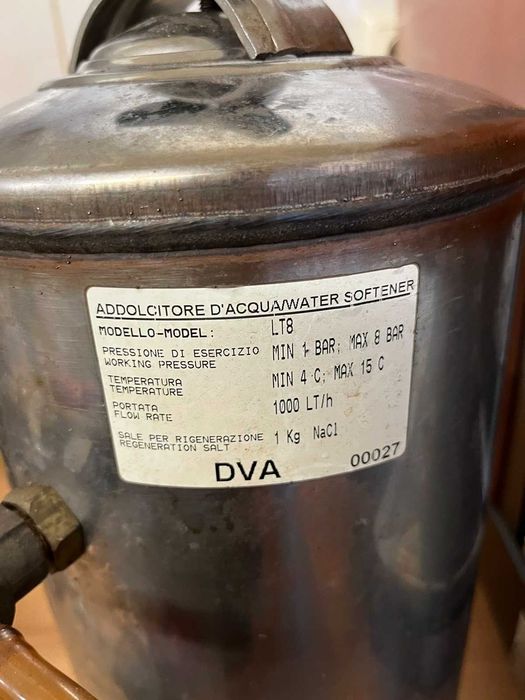 ADDOLCITORE D'ACQUA/WATER SOFTENER
MODELLO-MODEL: LT8
PRESSIONE DI ESERCIZIO
WORKING PRESSURE
MIN 1 BAR; MAX 8 BAR
TEMPERATURA
TEMPERATURE
MIN 4 C; MAX 15 C
PORTATA
FLOW RATE
1000 LT/h
SALE PER RIGENERAZIONE
REGENERATION SALT
1 Kg NaCl
DVA 00027